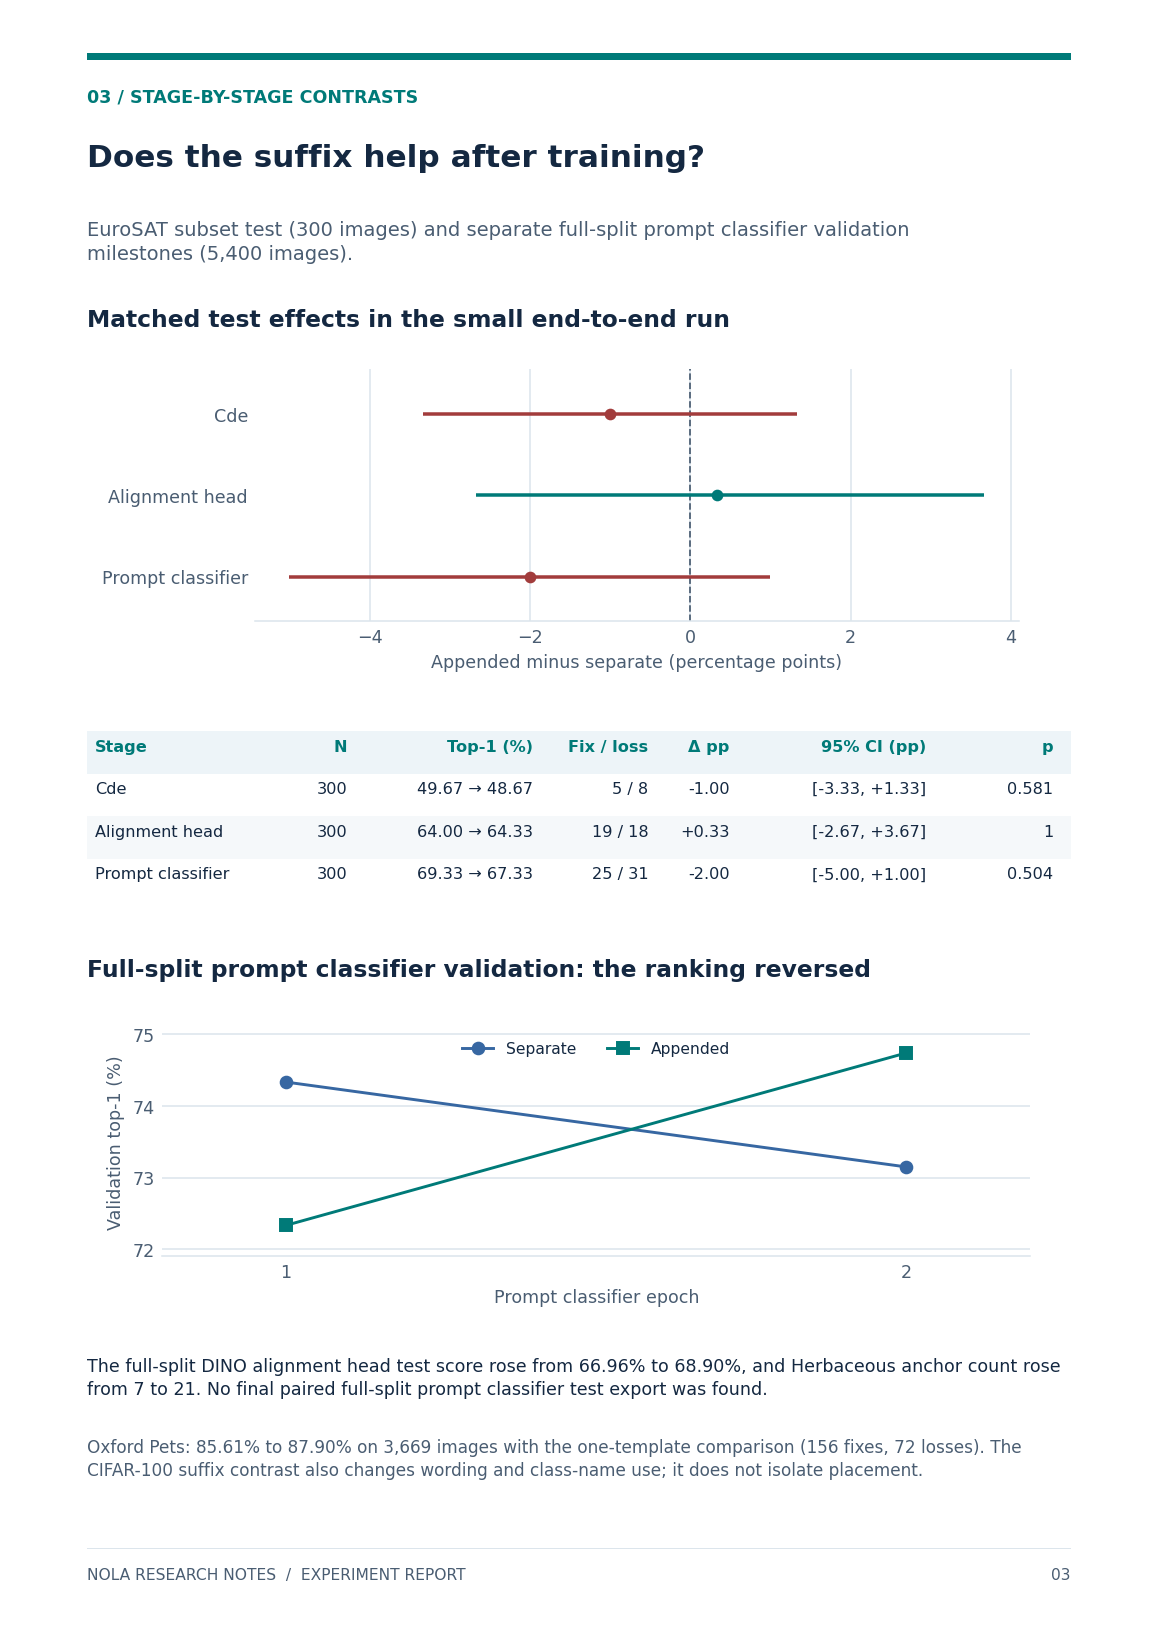 03 / STAGE-BY-STAGE CONTRASTS
Does the suffix help after training?
EuroSAT subset test (300 images) and separate full-split prompt classifier validation
milestones (5,400 images).
Matched test effects in the small end-to-end run
Cde
Alignment head
Prompt classifier
−4 −2 0 2 4
Appended minus separate (percentage points)
Stage N Top-1 (%) Fix / loss Δ pp 95% CI (pp) p
Cde 300 49.67 → 48.67 5 / 8 -1.00 [-3.33, +1.33] 0.581
Alignment head 300 64.00 → 64.33 19 / 18 +0.33 [-2.67, +3.67] 1
Prompt classifier 300 69.33 → 67.33 25 / 31 -2.00 [-5.00, +1.00] 0.504
Full-split prompt classifier validation: the ranking reversed
Validation top-1 (%)
75
Separate Appended
74
73
72
1 2
Prompt classifier epoch
The full-split DINO alignment head test score rose from 66.96% to 68.90%, and Herbaceous anchor count rose
from 7 to 21. No final paired full-split prompt classifier test export was found.
Oxford Pets: 85.61% to 87.90% on 3,669 images with the one-template comparison (156 fixes, 72 losses). The
CIFAR-100 suffix contrast also changes wording and class-name use; it does not isolate placement.
NOLA RESEARCH NOTES / EXPERIMENT REPORT 03